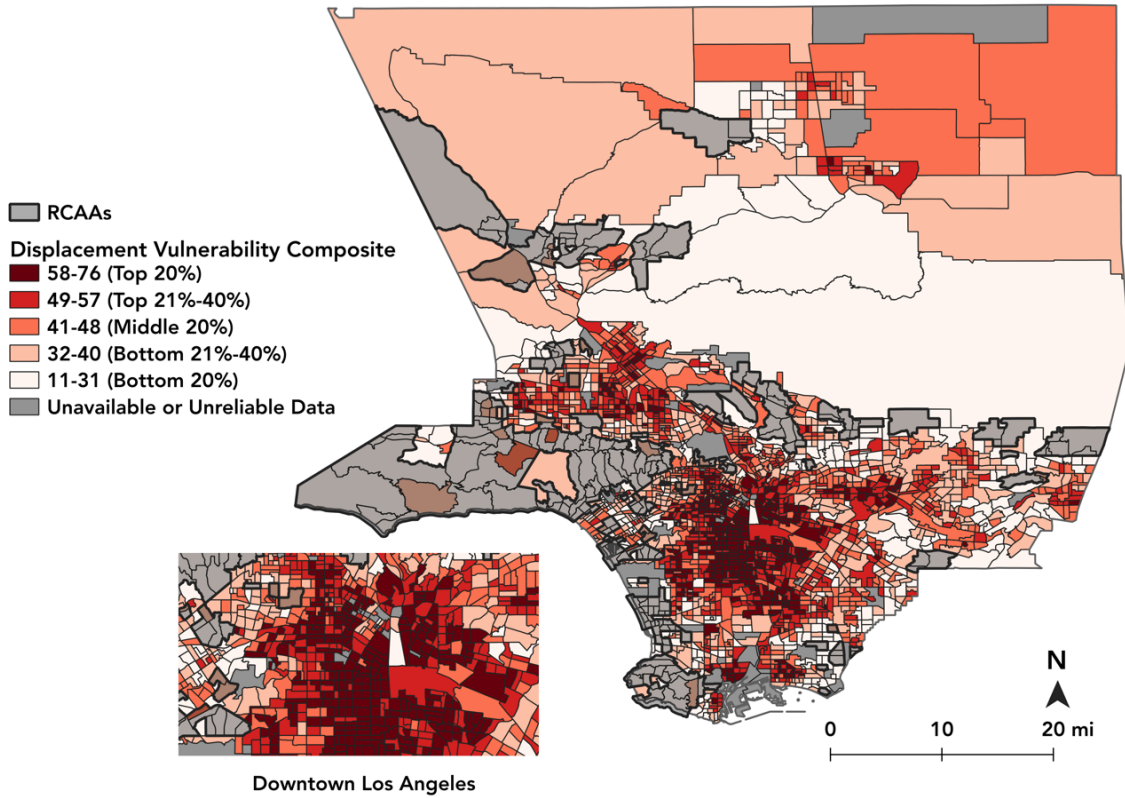 RCAAs
Displacement Vulnerability Composite
58-76 (Top 20%)
49-57 (Top 21%-40%)
41-48 (Middle 20%)
32-40 (Bottom 21%-40%)
11-31 (Bottom 20%)
Unavailable or Unreliable Data
N
0 10 20 mi
Downtown Los Angeles